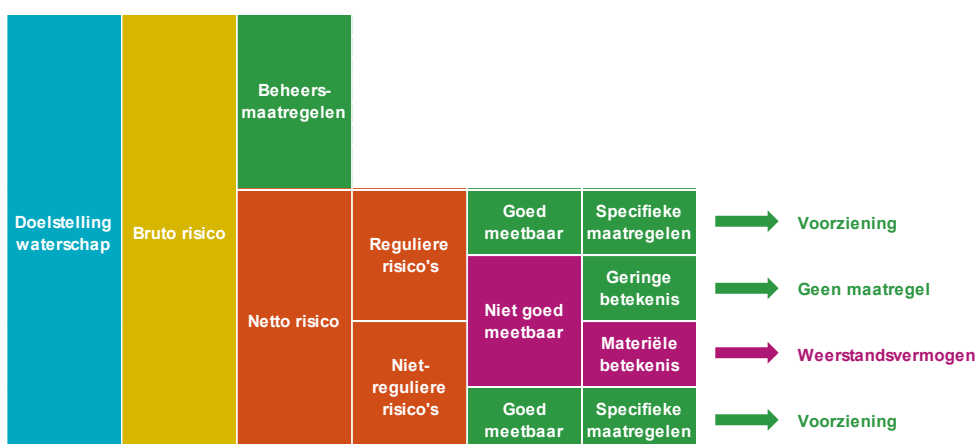 Doelstelling
waterschap
Bruto risico
Beheers-
maatregelen
Netto risico
Reguliere
risico's
Niet-
reguliere
risico's
Goed
meetbaar
Niet goed
meetbaar
Goed
meetbaar
Specifieke
maatregelen
Geringe
betekenis
Materiële
betekenis
Specifieke
maatregelen
Voorziening
Geen maatregel
Weerstandsvermogen
Voorziening